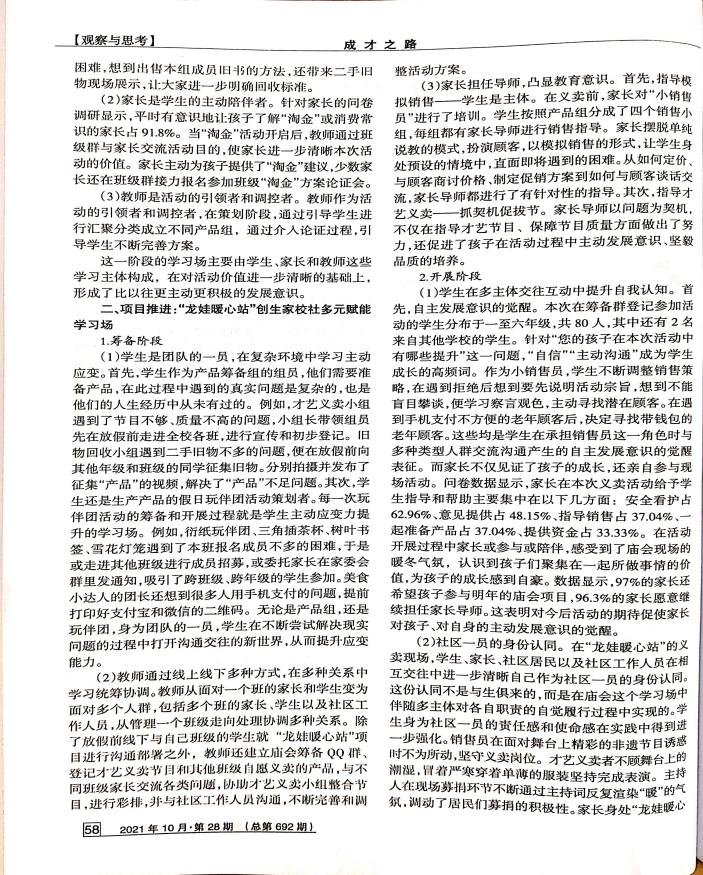 【观察与思考】
成才之路
困难,想到出售本组成员旧书的方法,还带来二手旧
物现场展示,让大家进一步明确回收标准。
(2)家长是学生的主动陪伴者。针对家长的问卷
调研显示,平时有意识地让孩子了解“淘金”或消费常
识的家长占91.8%。当“淘金”活动开启后,教师通过班
级群与家长交流活动目的,使家长进一步清晰本次活
动的价值。家长主动为孩子提供了“淘金”建议,少数家
长还在班级群接力报名参加班级“淘金”方案论证会。
(3)教师是活动的引领者和调控者。教师作为活
动的引领者和调控者,在策划阶段,通过引导学生进
行汇聚分类成立不同产品组,通过介入论证过程,引
导学生不断完善方案。
这一阶段的学习场主要由学生、家长和教师这些
学习主体构成,在对活动价值进一步清晰的基础上,
形成了比以往更主动更积极的发展意识。
二、项目推进:“龙娃暖心站”创生家校社多元赋能
学习场
1.筹备阶段
(1)学生是团队的一员,在复杂环境中学习主动
应变。首先,学生作为产品筹备组的组员,他们需要准
备产品,在此过程中遇到的真实问题是复杂的,也是
他们的人生经历中从未有过的。例如,才艺义卖小组
遇到了节目不够、质量不高的问题,小组长带领组员
先在放假前走进全校各班,进行宣传和初步登记。旧
物回收小组遇到二手旧物不多的问题,便在放假前向
其他年级和班级的同学征集旧物。分别拍摄并发布了
征集“产品”的视频,解决了“产品”不足问题。其次,学
生还是生产产品的假日玩伴团活动策划者。每一次玩
伴团活动的筹备和开展过程就是学生主动应变力提
升的学习场。例如,衍纸玩伴团、三角插茶杯、树叶书
签、雪花灯笼遇到了本班报名成员不多的困难,于是
或走进其他班级进行成员招募,或委托家长在家委会
群里发通知,吸引了跨班级、跨年级的学生参加。美食
小达人的团长还想到很多人用手机支付的问题,提前
打印好支付宝和微信的二维码。无论是产品组,还是
玩伴团,身为团队的一员,学生在不断尝试解决现实
问题的过程中打开沟通交往的新世界,从而提升应变
能力。
(2)教师通过线上线下多种方式,在多种关系中
学习统筹协调。教师从面对一个班的家长和学生变为
面对多个人群,包括多个班的家长、学生以及社区工
作人员,从管理一个班级走向处理协调多种关系。除
了放假前线下与自己班级的学生就“龙娃暖心站”项
目进行沟通部署之外,教师还建立庙会筹备QQ群、
登记才艺义卖节目和其他班级自愿义卖的产品,与不
同班级家长交流各类问题,协助才艺义卖小组整合节
目,进行彩排,并与社区工作人员沟通,不断完善和调
整活动方案。
(3)家长担任导师,凸显教育意识。首先,指导模
拟销售——学生是主体。在义卖前,家长对“小销售
员”进行了培训。学生按照产品组分成了四个销售小
组,每组都有家长导师进行销售指导。家长摆脱单纯
说教的模式,扮演顾客,以模拟销售的形式,让学生身
处预设的情境中,直面即将遇到的困难。从如何定价、
与顾客商讨价格、制定促销方案到如何与顾客谈话交
流,家长导师都进行了有针对性的指导。其次,指导才
艺义卖——抓契机促拔节。家长导师以问题为契机,
不仅在指导才艺节目、保障节目质量方面做出了努
力,还促进了孩子在活动过程中主动发展意识、坚毅
品质的培养。
2.开展阶段
(1)学生在多主体交往互动中提升自我认知。首
先,自主发展意识的觉醒。本次在筹备群登记参加活
动的学生分布于一至六年级,共80人,其中还有2名
来自其他学校的学生。针对“您的孩子在本次活动中
有哪些提升”这一问题,“自信”“主动沟通”成为学生
成长的高频词。作为小销售员,学生不断调整销售策
略,在遇到拒绝后想到要先说明活动宗旨,想到不能
盲目攀谈,便学习察言观色,主动寻找潜在顾客。在遇
到手机支付不方便的老年顾客后,决定寻找带钱包的
老年顾客。这些均是学生在承担销售员这一角色时与
多种类型人群交流沟通产生的自主发展意识的觉醒
表征。而家长不仅见证了孩子的成长,还亲自参与现
场活动。问卷数据显示,家长在本次义卖活动给予学
生指导和帮助主要集中在以下几方面:安全看护占
62.96%、意见提供占48.15%、指导销售占37.04%、一
起准备产品占37.04%、提供资金占33.33%。在活动
开展过程中家长或参与或陪伴,感受到了庙会现场的
暖冬气氛,认识到孩子们聚集在一起所做事情的价
值,为孩子的成长感到自豪。数据显示,97%的家长还
希望孩子参与明年的庙会项目,96.3%的家长愿意继
续担任家长导师。这表明对今后活动的期待促使家长
对孩子、对自身的主动发展意识的觉醒。
(2)社区一员的身份认同。在“龙娃暖心站”的义
卖现场,学生、家长、社区居民以及社区工作人员在相
互交往中进一步清晰自己作为社区一员的身份认同。
这份认同不是与生俱来的,而是在庙会这个学习场中
伴随多主体对各自职责的自觉履行过程中实现的。学
生身为社区一员的责任感和使命感在实践中得到进
一步强化。销售员在面对舞台上精彩的非遗节目诱惑
时不为所动,坚守义卖岗位。才艺义卖者不顾舞台上的
潮湿,冒着严寒穿着单薄的服装坚持完成表演。主持
人在现场募捐环节不断通过主持词反复渲染“暖”的气
氛,调动了居民们募捐的积极性。家长身处“龙娃暖心
58 2021年10月·第28期 (总第692期)